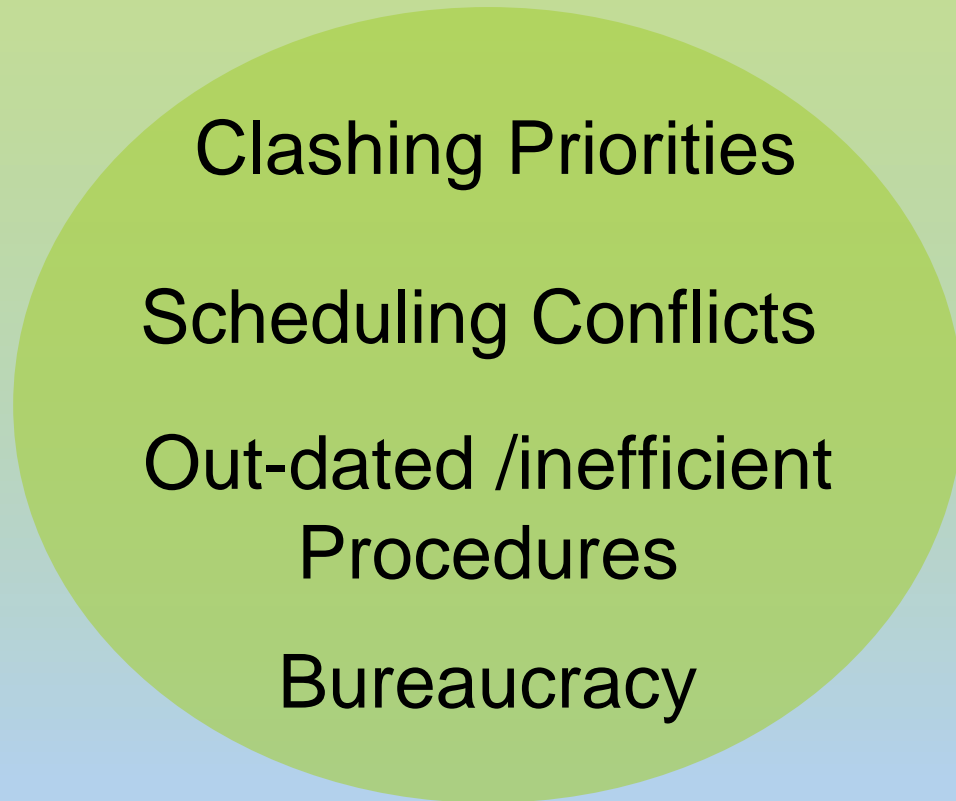 Clashing Priorities
Scheduling Conflicts
Out-dated /inefficient
Procedures
Bureaucracy